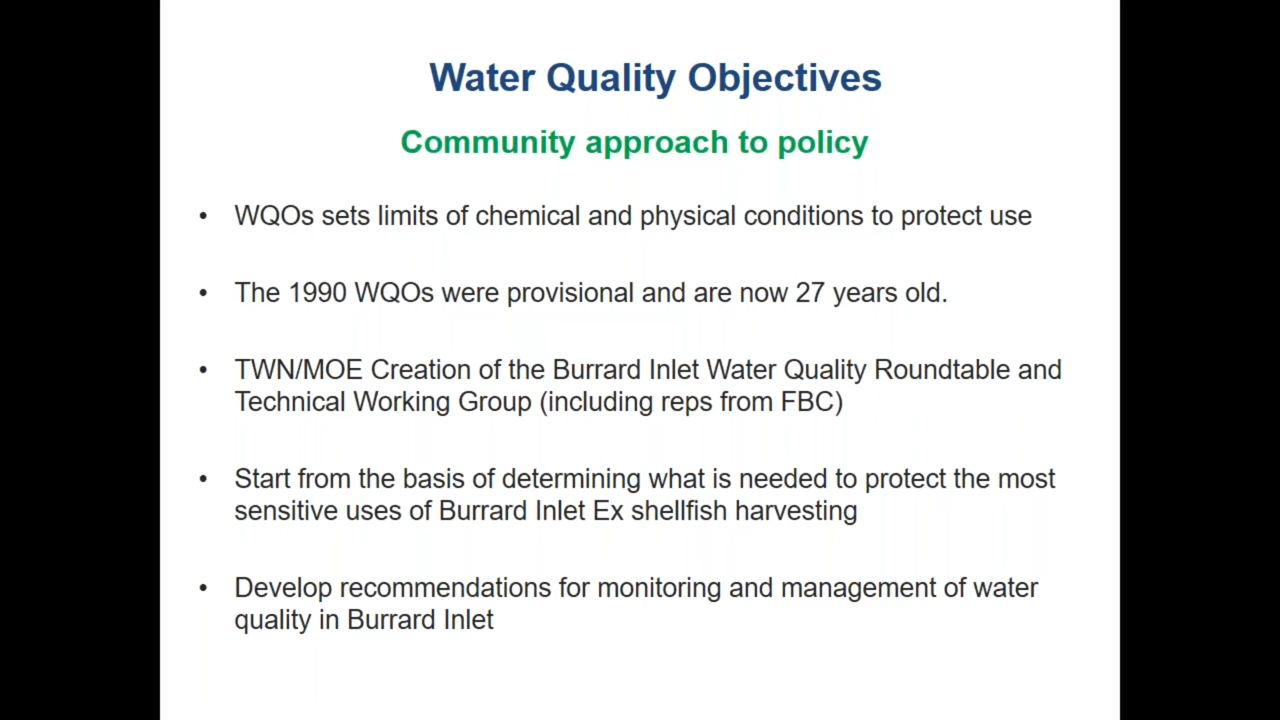 Water Quality Objectives
Community approach to policy
• WQOs sets limits of chemical and physical conditions to protect use
• The 1990 WQOs were provisional and are now 27 years old.
• TWN/MOE Creation of the Burrard Inlet Water Quality Roundtable and
Technical Working Group (including reps from FBC)
• Start from the basis of determining what is needed to protect the most
sensitive uses of Burrard Inlet Ex shellfish harvesting
• Develop recommendations for monitoring and management of water
quality in Burrard Inlet